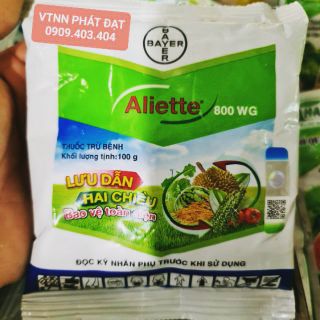 VTNN PHÁT ĐẠT
0909.403.404
BAYER
BAYER
Aliette® 800 WG
THUỐC TRỪ BỆNH
Khối lượng tịnh: 100 g
LƯU DẪN
HAI CHIỀU
Bảo vệ toàn diện
ĐỌC KỸ NHÃN PHỤ TRƯỚC KHI SỬ DỤNG